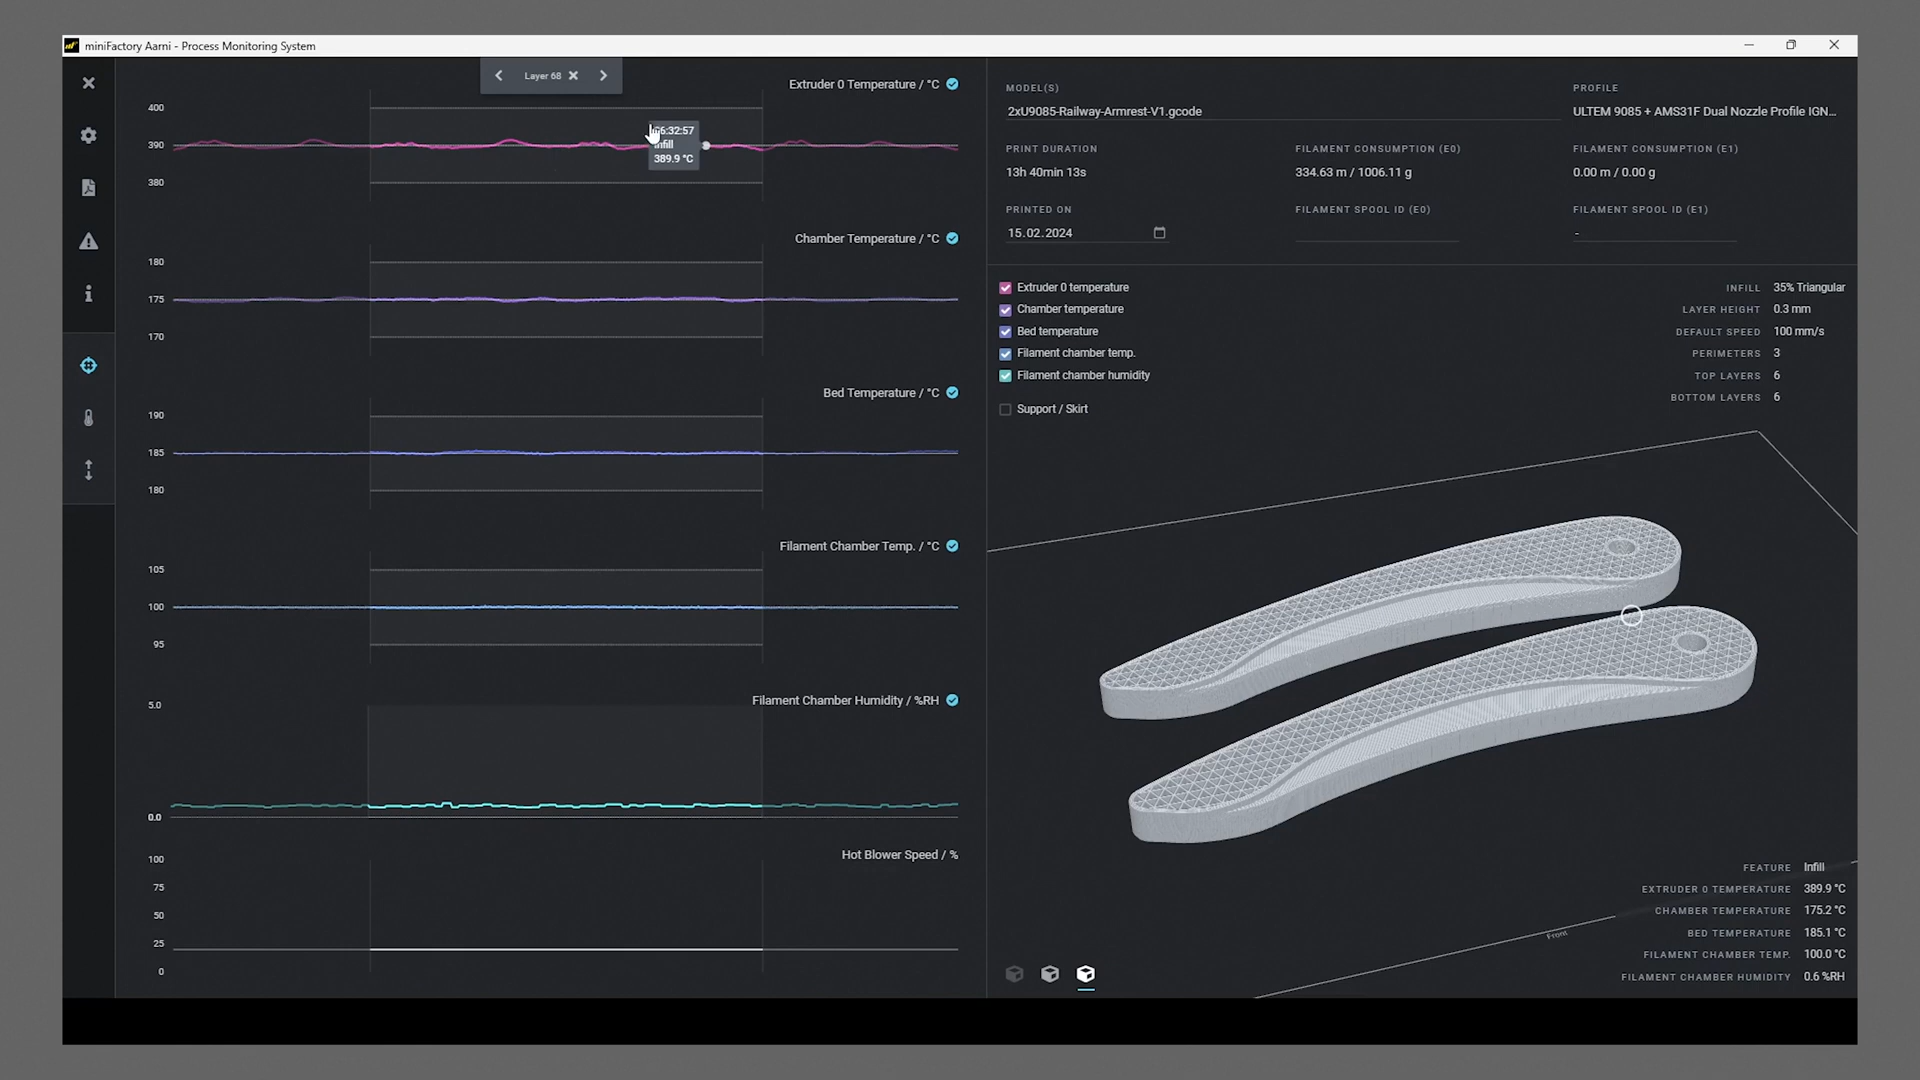 miniFactory Aarni - Process Monitoring System
Layer 68
Extruder 0 Temperature / °C
400
390
380
Infill
389.9 °C
Chamber Temperature / °C
180
175
170
Bed Temperature / °C
190
185
180
Filament Chamber Temp. / °C
105
100
95
Filament Chamber Humidity / %RH
5.0
0.0
Hot Blower Speed / %
100
75
50
25
0
MODEL(S)
2xU9085-Railway-Armrest-V1.gcode
PROFILE
ULTEM 9085 + AMS31F Dual Nozzle Profile IGN...
PRINT DURATION
13h 40min 13s
FILAMENT CONSUMPTION (E0)
334.63 m / 1006.11 g
FILAMENT CONSUMPTION (E1)
0.00 m / 0.00 g
PRINTED ON
15.02.2024
FILAMENT SPOOL ID (E0)
FILAMENT SPOOL ID (E1)
-
Extruder 0 temperature
Chamber temperature
Bed temperature
Filament chamber temp.
Filament chamber humidity
Support / Skirt
INFILL 35% Triangular
LAYER HEIGHT 0.3 mm
DEFAULT SPEED 100 mm/s
PERIMETERS 3
TOP LAYERS 6
BOTTOM LAYERS 6
Front
FEATURE Infill
EXTRUDER 0 TEMPERATURE 389.9 °C
CHAMBER TEMPERATURE 175.2 °C
BED TEMPERATURE 185.1 °C
FILAMENT CHAMBER TEMP. 100.0 °C
FILAMENT CHAMBER HUMIDITY 0.6 %RH